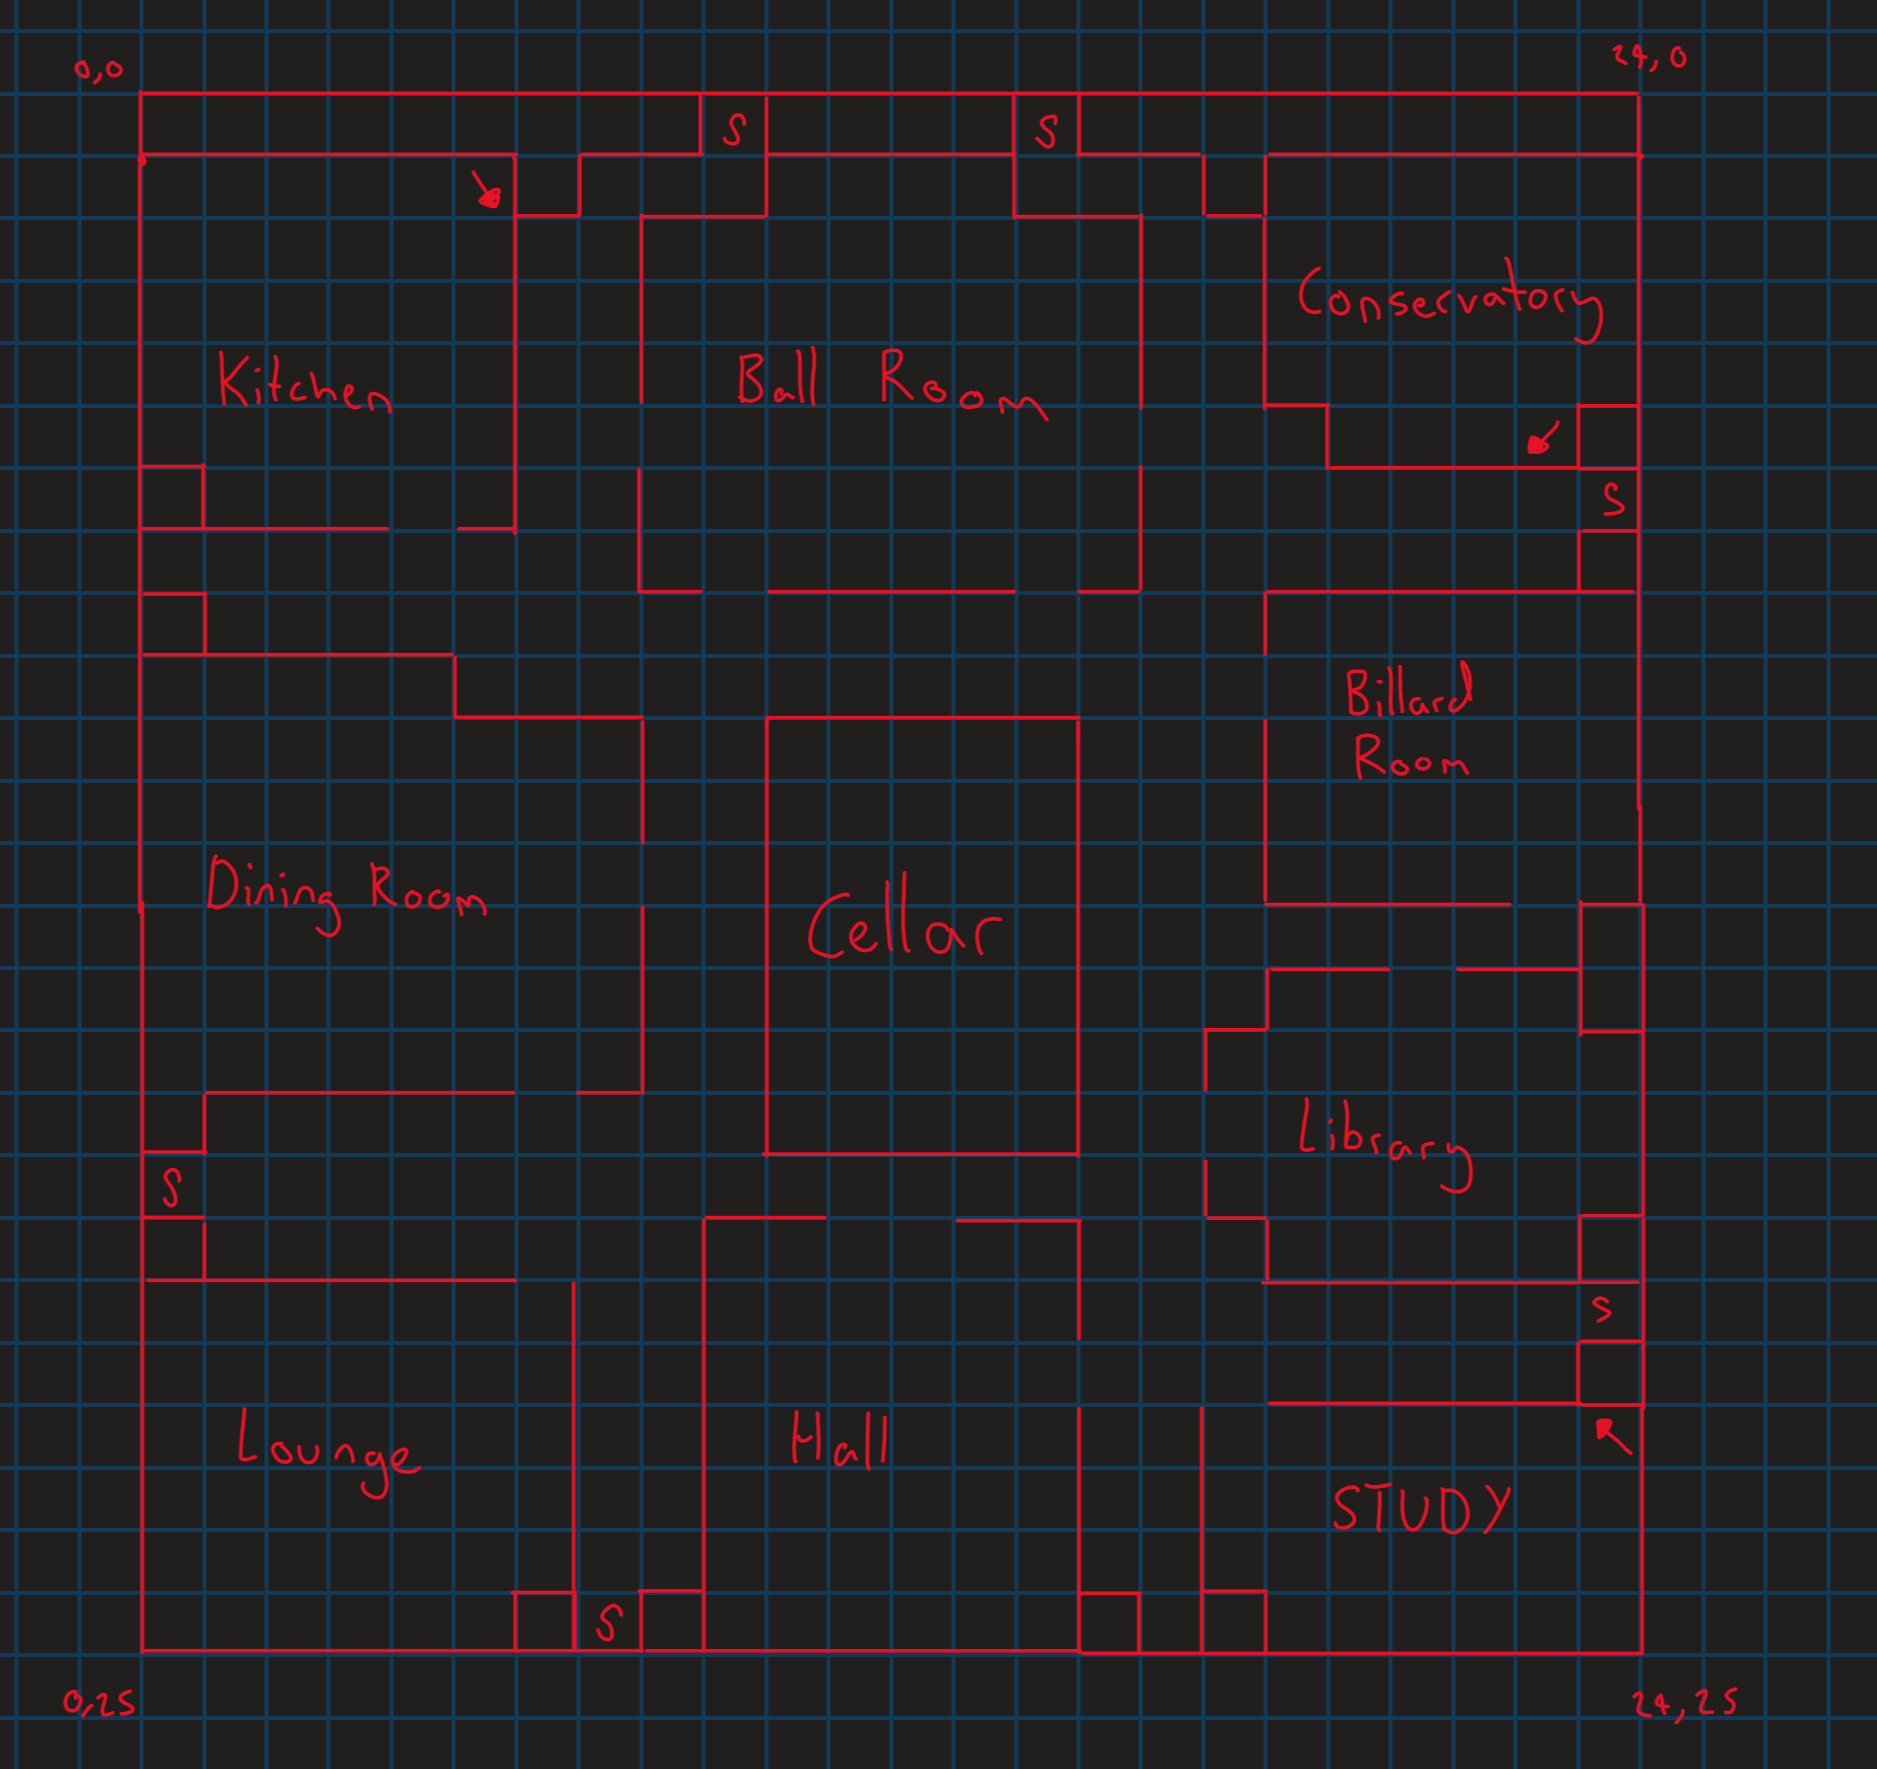 0,0
24,0
S
S
Conservatory
Kitchen
Ball Room
S
Billard
Room
Dining Room
Cellar
Library
S
S
Lounge
Hall
STUDY
S
0,25
24,25